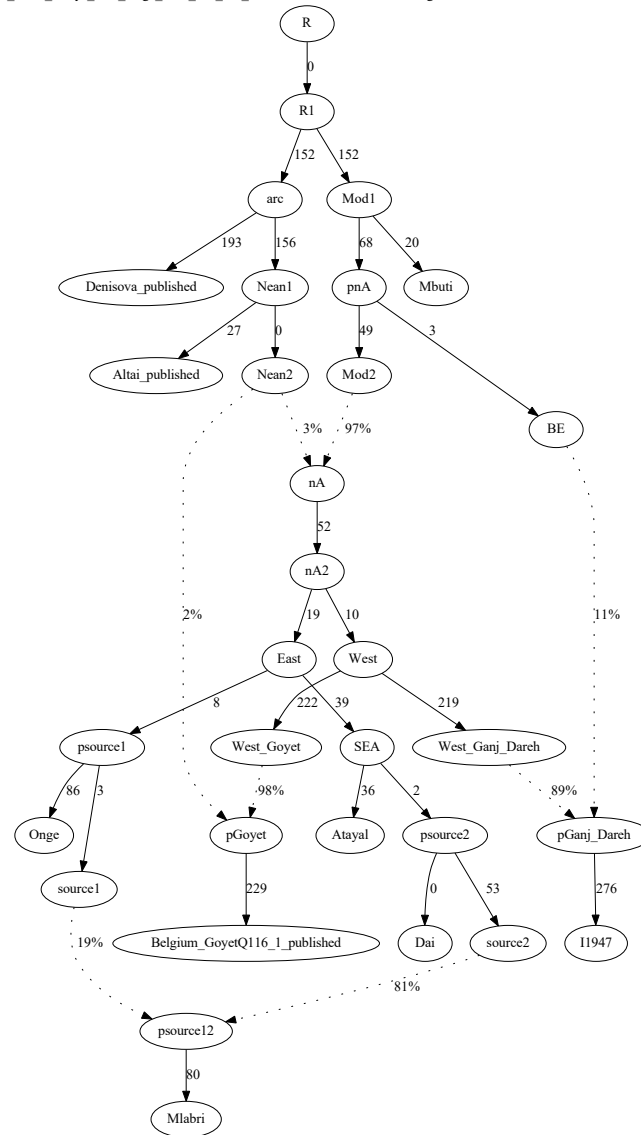 R
0
R1
152 152
arc Mod1
193 156 68 20
Denisova_published Nean1 pnA Mbuti
27 0 49 3
Altai_published Nean2 Mod2
BE
3% 97%
nA
52
nA2
2% 19 10 11%
East West
8 222 39 219
psource1 West_Goyet SEA West_Ganj_Dareh
86 3 98% 36 2 89%
Onge pGoyet Atayal psource2 pGanj_Dareh
source1
229 0 53 276
19% Belgium_GoyetQ116_1_published Dai source2 I1947
81%
psource12
80
Mlabri